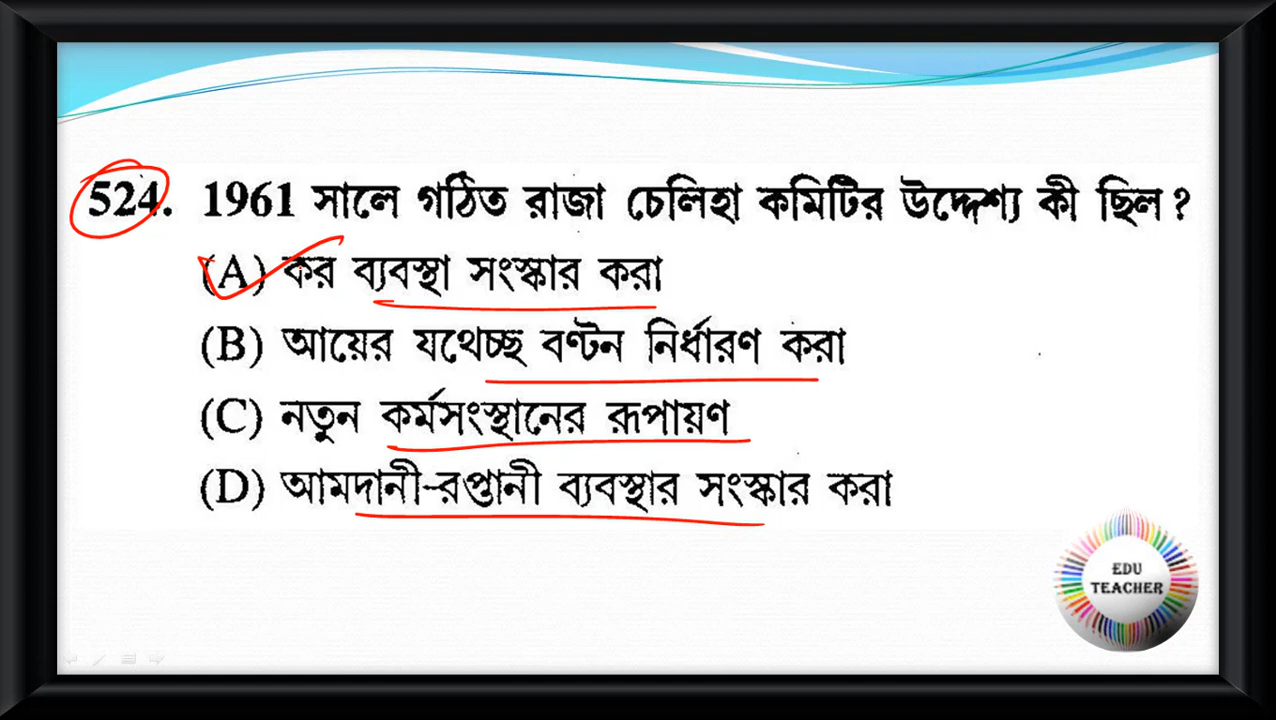 524. 1961 সালে গঠিত রাজা চেলিহা কমিটির উদ্দেশ্য কী ছিল ?
(A) কর ব্যবস্থা সংস্কার করা
(B) আয়ের যথেচ্ছ বণ্টন নির্ধারণ করা
(C) নতুন কর্মসংস্থানের রূপায়ণ
(D) আমদানী-রপ্তানী ব্যবস্থার সংস্কার করা
EDU
TEACHER